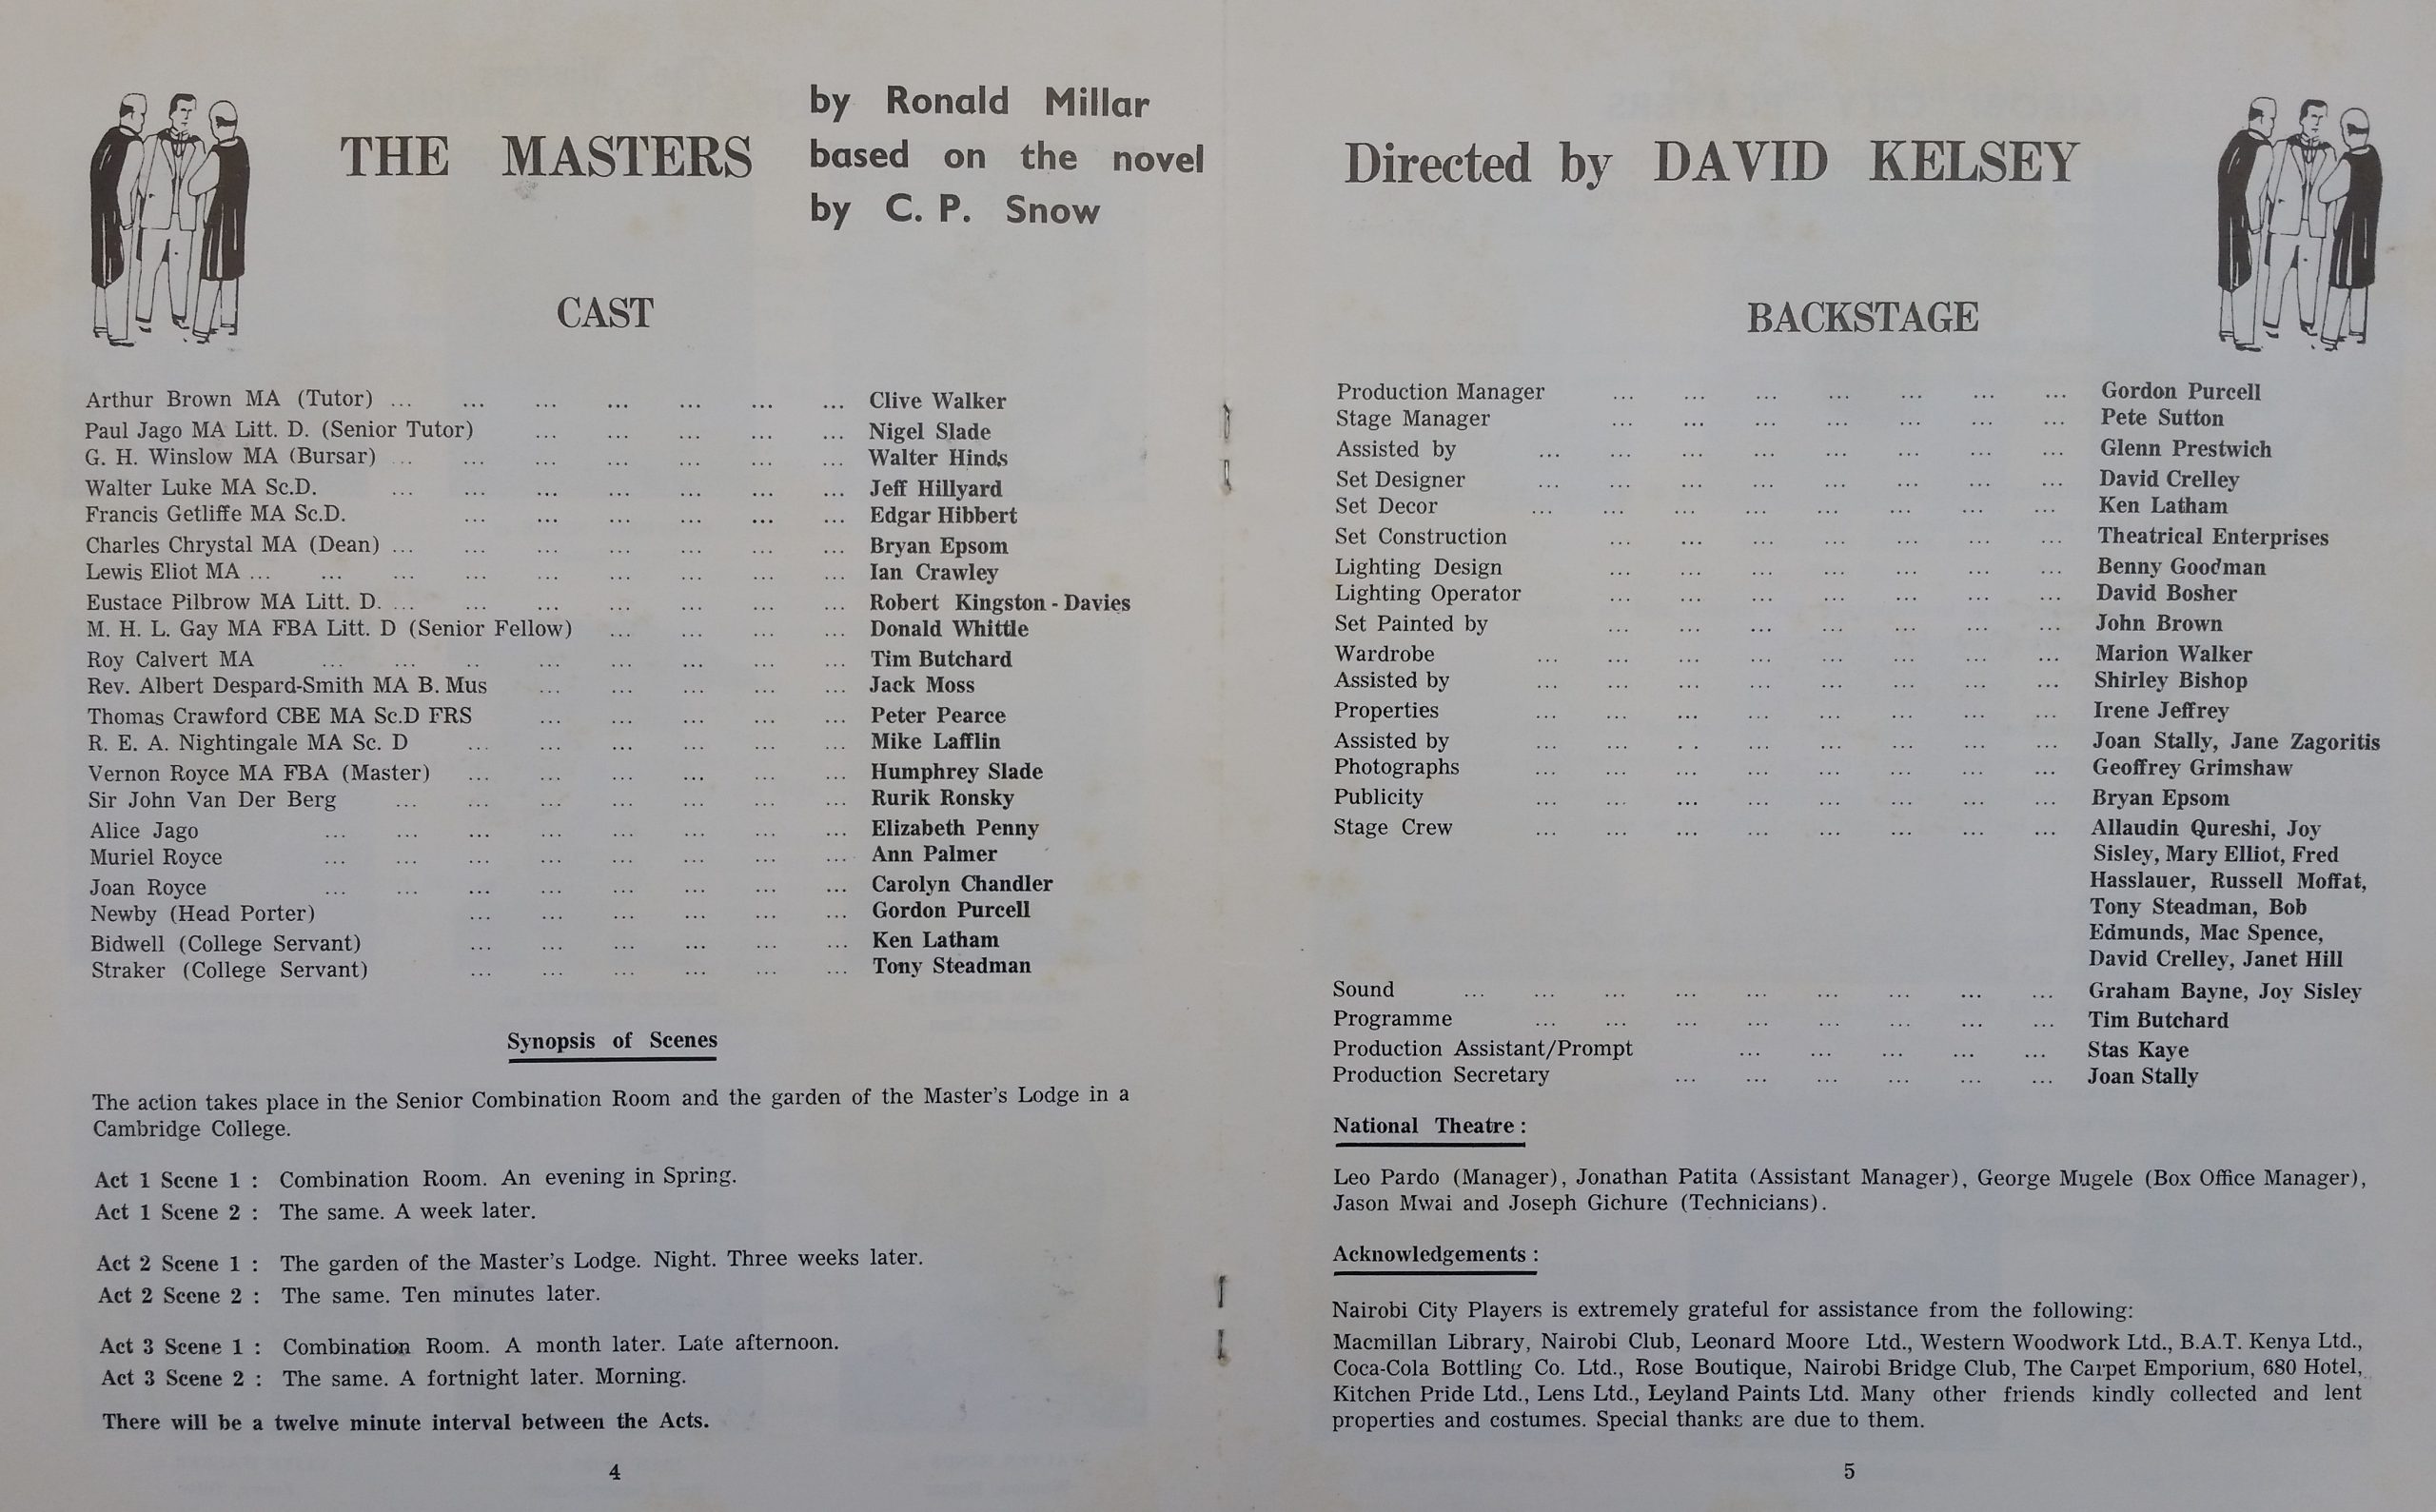 THE MASTERS
by Ronald Millar
based on the novel
by C. P. Snow
CAST
Arthur Brown MA (Tutor) ... ... ... ... ... ... ... Clive Walker
Paul Jago MA Litt. D. (Senior Tutor) ... ... ... ... ... Nigel Slade
G. H. Winslow MA (Bursar) ... ... ... ... ... ... ... Walter Hinds
Walter Luke MA Sc.D. ... ... ... ... ... ... ... Jeff Hillyard
Francis Getliffe MA Sc.D. ... ... ... ... ... ... Edgar Hibbert
Charles Chrystal MA (Dean) ... ... ... ... ... ... ... Bryan Epsom
Lewis Eliot MA ... ... ... ... ... ... ... ... ... Ian Crawley
Eustace Pilbrow MA Litt. D. ... ... ... ... ... ... ... Robert Kingston - Davies
M. H. L. Gay MA FBA Litt. D (Senior Fellow) ... ... ... ... Donald Whittle
Roy Calvert MA ... ... .. ... ... ... ... ... Tim Butchard
Rev. Albert Despard-Smith MA B. Mus ... ... ... ... ... Jack Moss
Thomas Crawford CBE MA Sc.D FRS ... ... ... ... ... Peter Pearce
R. E. A. Nightingale MA Sc. D ... ... ... ... ... ... Mike Lafflin
Vernon Royce MA FBA (Master) ... ... ... ... ... ... Humphrey Slade
Sir John Van Der Berg ... ... ... ... ... ... ... Rurik Ronsky
Alice Jago ... ... ... ... ... ... ... ... Elizabeth Penny
Muriel Royce ... ... ... ... ... ... ... ... Ann Palmer
Joan Royce ... ... ... ... ... ... ... ... Carolyn Chandler
Newby (Head Porter) ... ... ... ... ... ... Gordon Purcell
Bidwell (College Servant) ... ... ... ... ... ... Ken Latham
Straker (College Servant) ... ... ... ... ... ... Tony Steadman
Synopsis of Scenes
The action takes place in the Senior Combination Room and the garden of the Master's Lodge in a
Cambridge College.
Act 1 Scene 1 : Combination Room. An evening in Spring.
Act 1 Scene 2 : The same. A week later.
Act 2 Scene 1 : The garden of the Master's Lodge. Night. Three weeks later.
Act 2 Scene 2 : The same. Ten minutes later.
Act 3 Scene 1 : Combination Room. A month later. Late afternoon.
Act 3 Scene 2 : The same. A fortnight later. Morning.
There will be a twelve minute interval between the Acts.
4
Directed by DAVID KELSEY
BACKSTAGE
Production Manager ... ... ... ... ... ... ... Gordon Purcell
Stage Manager ... ... ... ... ... ... ... Pete Sutton
Assisted by ... ... ... ... ... ... ... ... Glenn Prestwich
Set Designer ... ... ... ... ... ... ... ... David Crelley
Set Decor ... ... ... ... ... ... ... ... Ken Latham
Set Construction ... ... ... ... ... ... ... Theatrical Enterprises
Lighting Design ... ... ... ... ... ... ... Benny Goodman
Lighting Operator ... ... ... ... ... ... ... David Bosher
Set Painted by ... ... ... ... ... ... ... John Brown
Wardrobe ... ... ... ... ... ... ... ... Marion Walker
Assisted by ... ... ... ... ... ... ... ... Shirley Bishop
Properties ... ... ... ... ... ... ... ... Irene Jeffrey
Assisted by ... ... .. ... ... ... ... ... Joan Stally, Jane Zagoritis
Photographs ... ... ... ... ... ... ... ... Geoffrey Grimshaw
Publicity ... ... ... ... ... ... ... ... Bryan Epsom
Stage Crew ... ... ... ... ... ... ... ... Allaudin Qureshi, Joy
Sisley, Mary Elliot, Fred
Hasslauer, Russell Moffat,
Tony Steadman, Bob
Edmunds, Mac Spence,
David Crelley, Janet Hill
Sound ... ... ... ... ... ... ... ... ... Graham Bayne, Joy Sisley
Programme ... ... ... ... ... ... ... ... Tim Butchard
Production Assistant/Prompt ... ... ... ... ... Stas Kaye
Production Secretary ... ... ... ... ... ... Joan Stally
National Theatre :
Leo Pardo (Manager), Jonathan Patita (Assistant Manager), George Mugele (Box Office Manager),
Jason Mwai and Joseph Gichure (Technicians).
Acknowledgements :
Nairobi City Players is extremely grateful for assistance from the following:
Macmillan Library, Nairobi Club, Leonard Moore Ltd., Western Woodwork Ltd., B.A.T. Kenya Ltd.,
Coca-Cola Bottling Co. Ltd., Rose Boutique, Nairobi Bridge Club, The Carpet Emporium, 680 Hotel,
Kitchen Pride Ltd., Lens Ltd., Leyland Paints Ltd. Many other friends kindly collected and lent
properties and costumes. Special thanks are due to them.
5